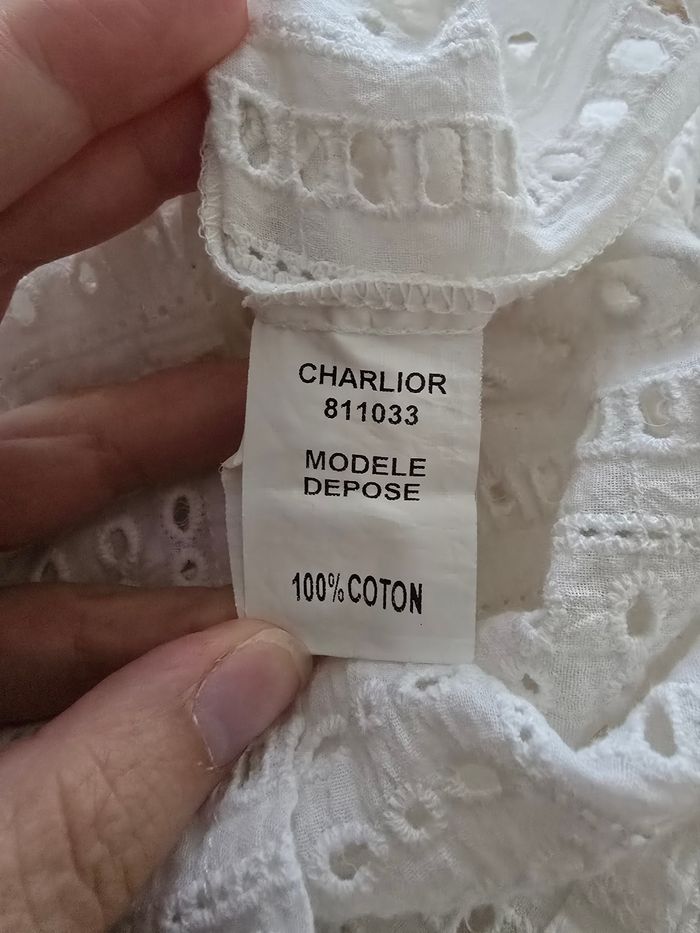 CHARLIOR
811033
MODELE
DEPOSE
100% COTON